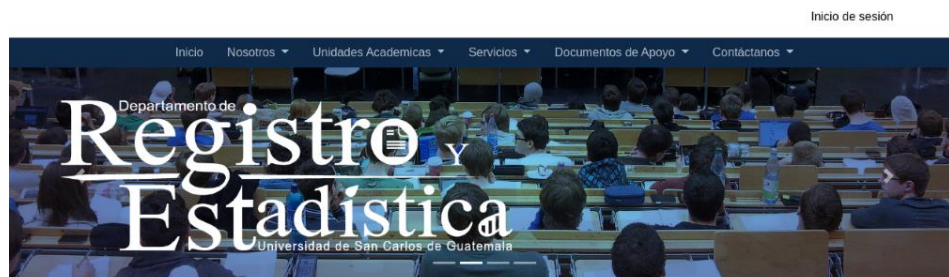 Inicio de sesión
Inicio Nosotros Unidades Academicas Servicios Documentos de Apoyo Contáctanos
Departamento de
Registro Y
Estadística
Universidad de San Carlos de Guatemala